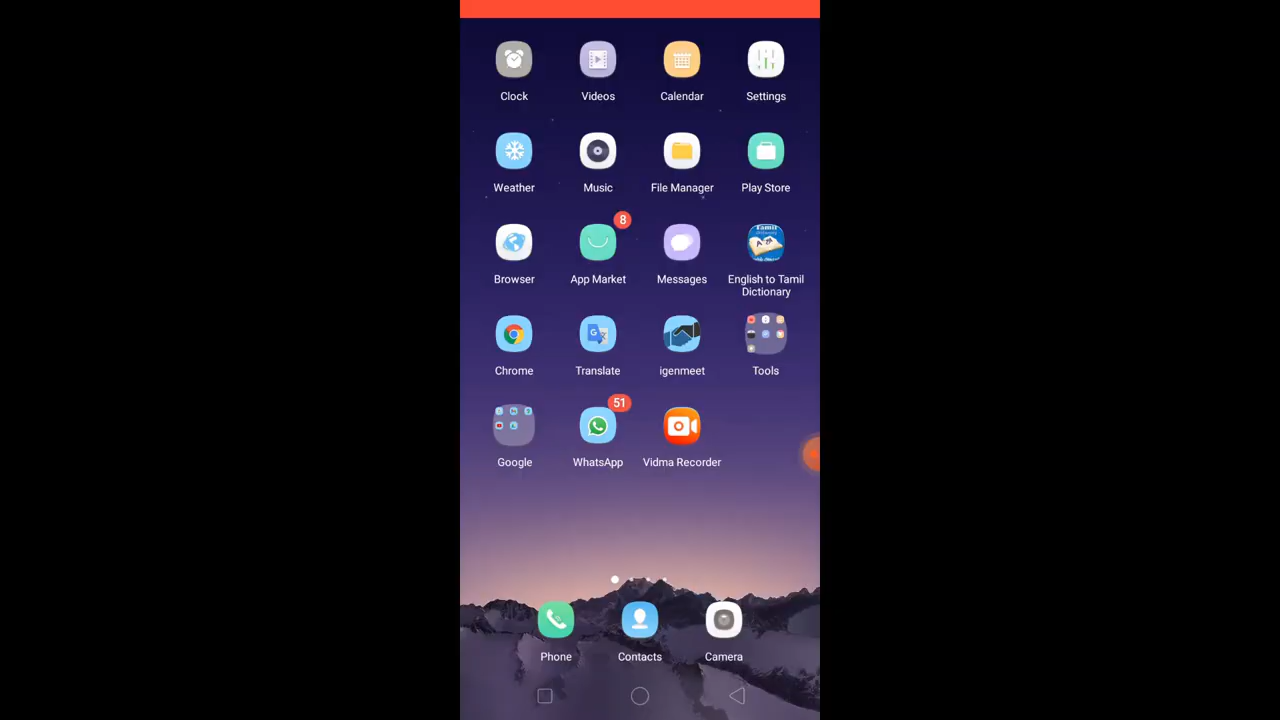 Clock Videos Calendar Settings
Weather Music File Manager Play Store
8
Browser App Market Messages English to Tamil
Dictionary
Chrome Translate igenmeet Tools
51
Google WhatsApp Vidma Recorder
Phone Contacts Camera